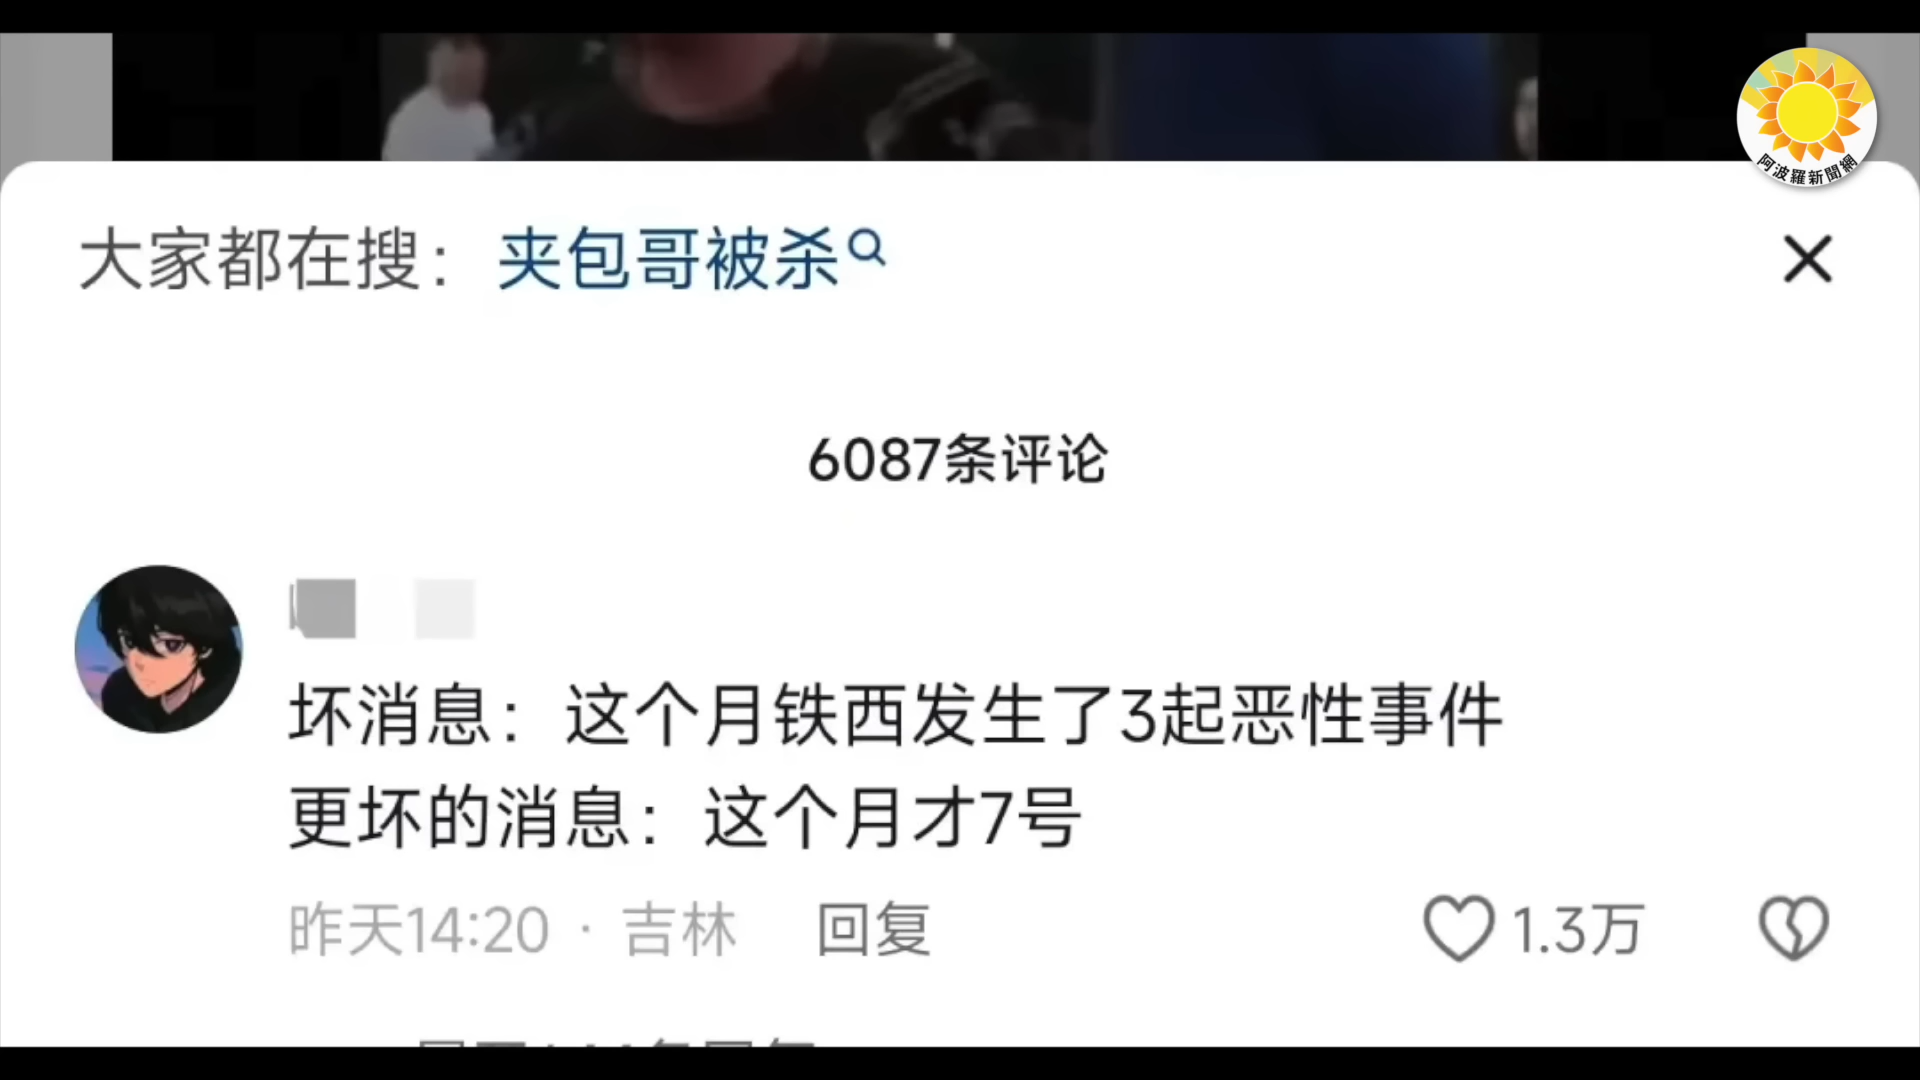 阿波羅新聞網
大家都在搜：夹包哥被杀
6087条评论
坏消息：这个月铁西发生了3起恶性事件
更坏的消息：这个月才7号
昨天14:20 · 吉林 回复 1.3万